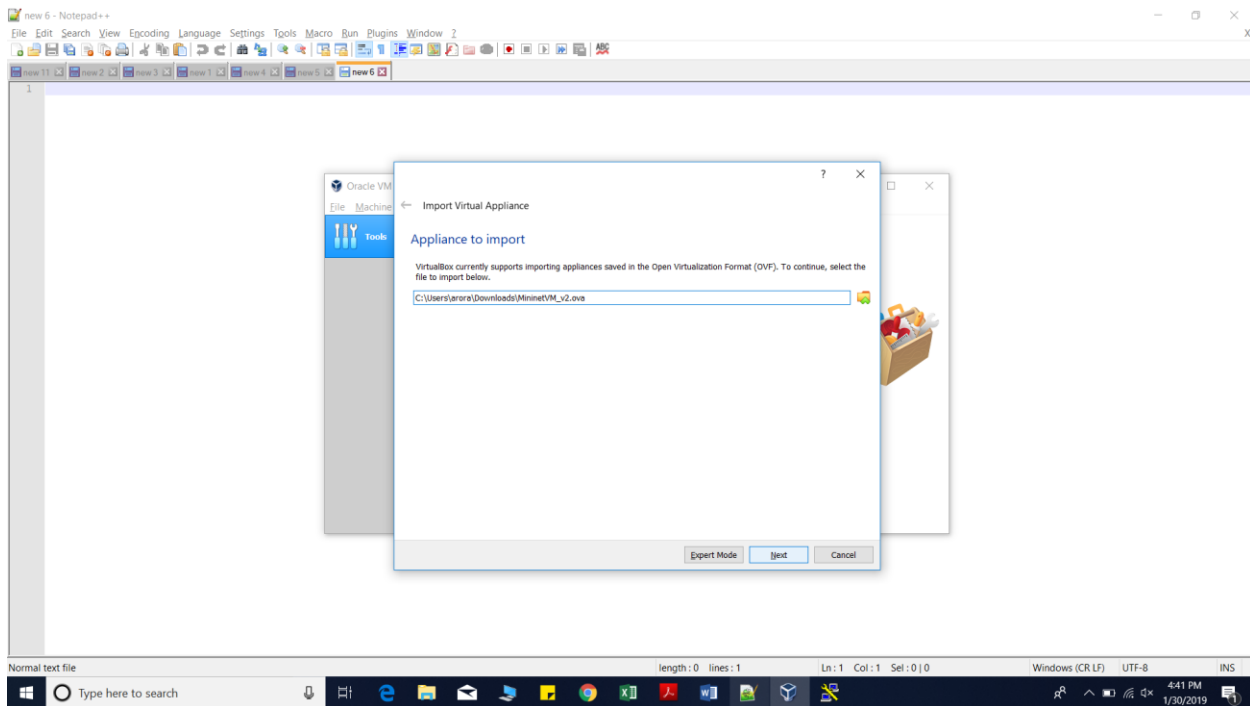 new 6 - Notepad++
File Edit Search View Encoding Language Settings Tools Macro Run Plugins Window ?
X
new 11 new 2 new 3 new 1 new 4 new 5 new 6
1
Oracle VM
File Machine
Tools
?
Import Virtual Appliance
Appliance to import
VirtualBox currently supports importing appliances saved in the Open Virtualization Format (OVF). To continue, select the
file to import below.
C:\Users\arora\Downloads\MininetVM_v2.ova
Expert Mode Next Cancel
Normal text file length : 0 lines : 1 Ln : 1 Col : 1 Sel : 0 | 0 Windows (CR LF) UTF-8 INS
Type here to search
4:41 PM
1/30/2019